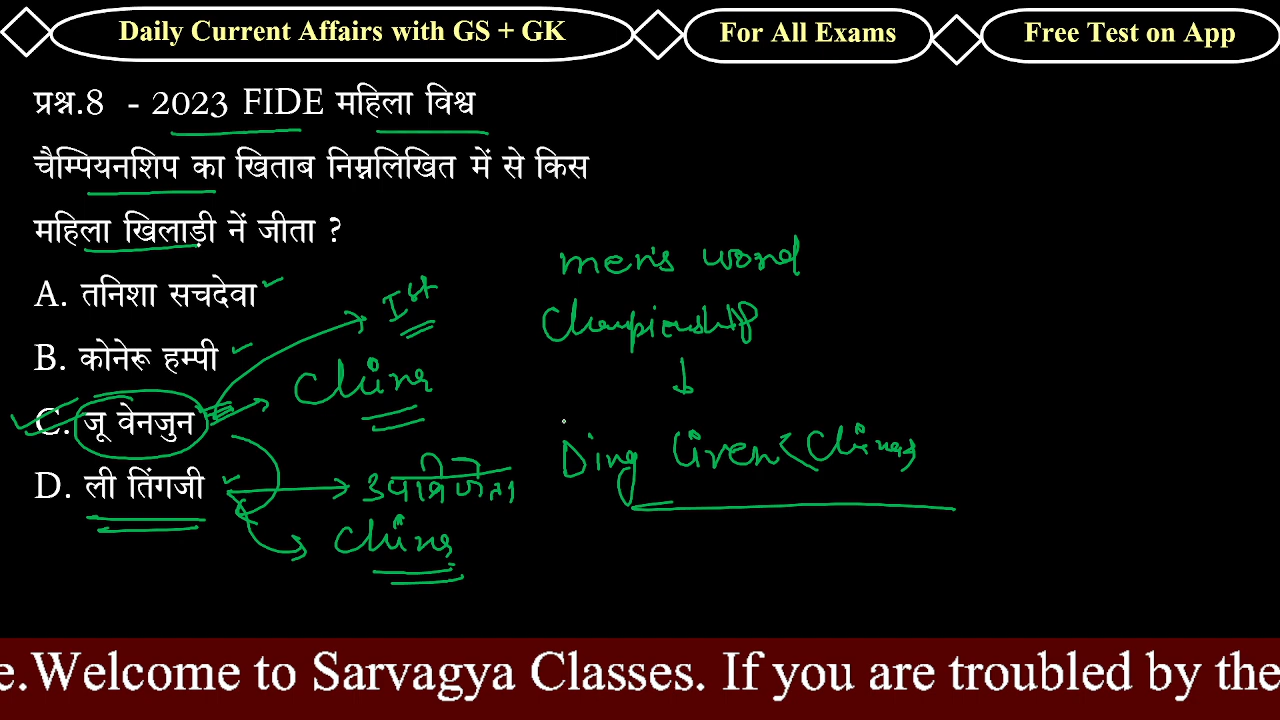 Daily Current Affairs with GS + GK
For All Exams
Free Test on App
प्रश्न.8 - 2023 FIDE महिला विश्व
चैम्पियनशिप का खिताब निम्नलिखित में से किस
महिला खिलाड़ी नें जीता ?
A. तनिशा सचदेवा
B. कोनेरू हम्पी
C. जू वेनजुन
D. ली तिंगजी
Ist
China
उपविजेता
China
men's world
Championship
Ding Liren (China)
e.Welcome to Sarvagya Classes. If you are troubled by the